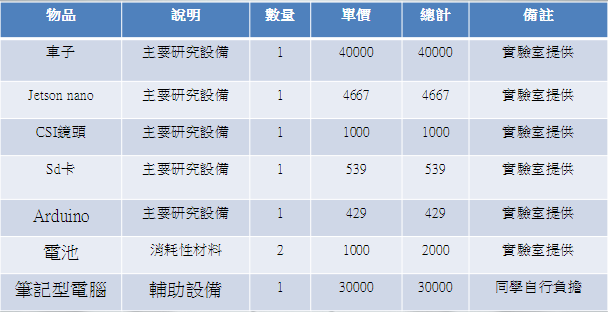 物品 說明 數量 單價 總計 備註
車子 主要研究設備 1 40000 40000 實驗室提供
Jetson nano 主要研究設備 1 4667 4667 實驗室提供
CSI鏡頭 主要研究設備 1 1000 1000 實驗室提供
Sd卡 主要研究設備 1 539 539 實驗室提供
Arduino 主要研究設備 1 429 429 實驗室提供
電池 消耗性材料 2 1000 2000 實驗室提供
筆記型電腦 輔助設備 1 30000 30000 同學自行負擔